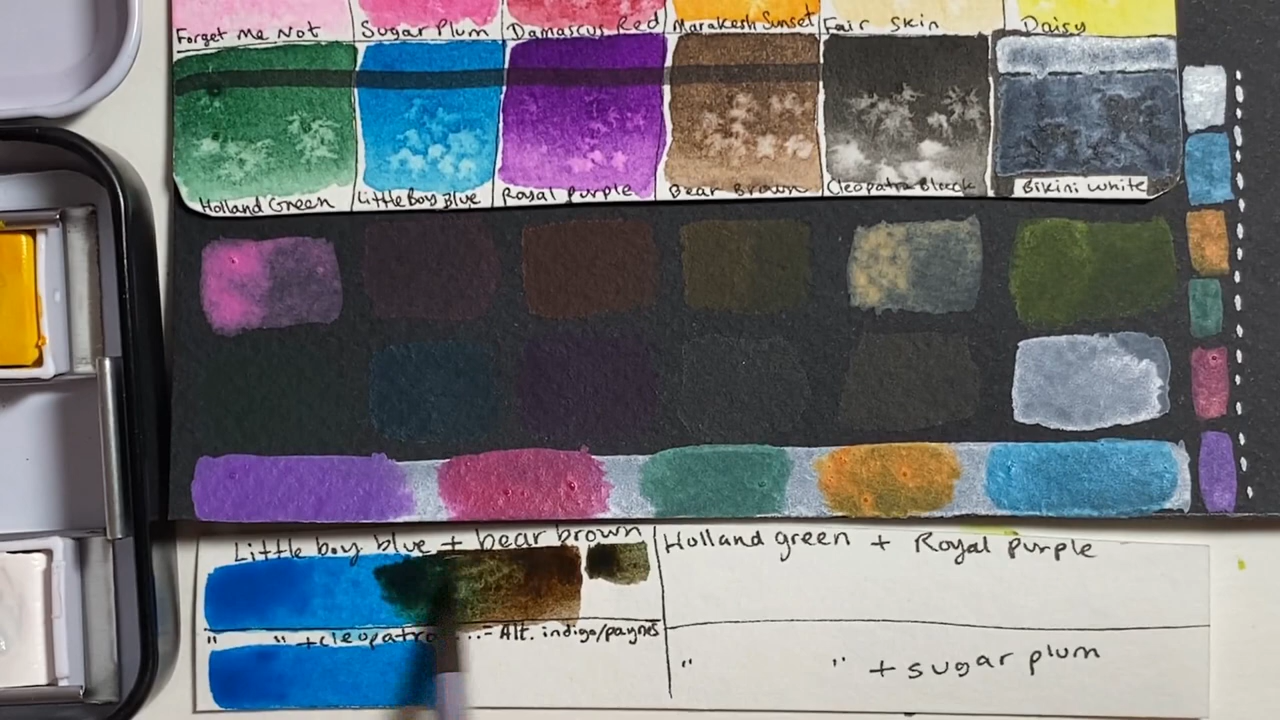 Forget Me Not Sugar Plum Damascus Red Marakesh Sunset Fair Skin Daisy
Holland Green Little Boy Blue Royal Purple Bear Brown Cleopatra Black Bikini White
Little boy blue + bear brown
" " + cleopatra ...= Alt. indigo/paynes
Holland green + Royal purple
" " + sugar plum